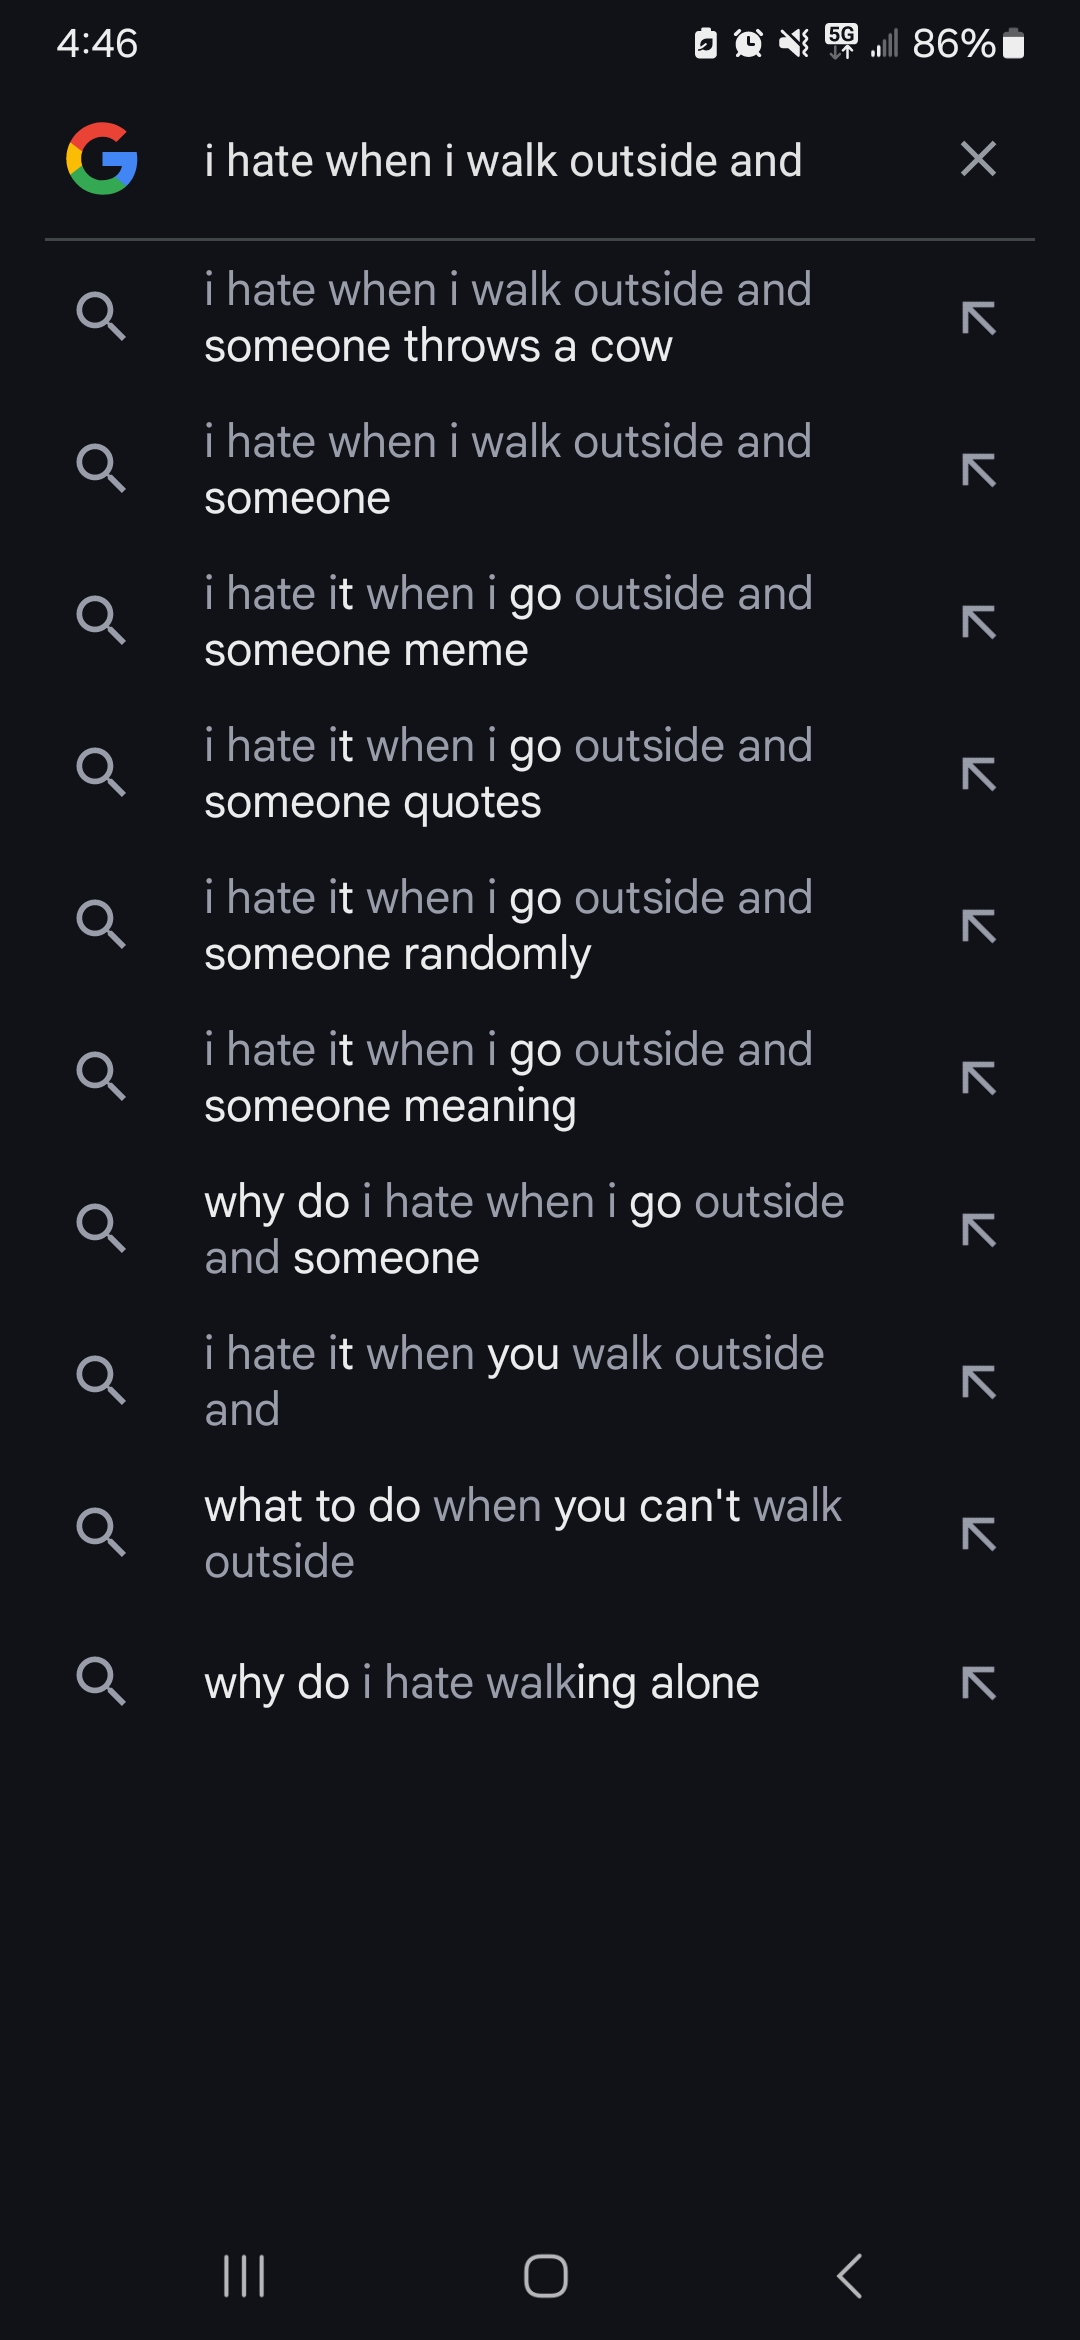 4:46
5G
86%
i hate when i walk outside and
i hate when i walk outside and
someone throws a cow
i hate when i walk outside and
someone
i hate it when i go outside and
someone meme
i hate it when i go outside and
someone quotes
i hate it when i go outside and
someone randomly
i hate it when i go outside and
someone meaning
why do i hate when i go outside
and someone
i hate it when you walk outside
and
what to do when you can't walk
outside
why do i hate walking alone